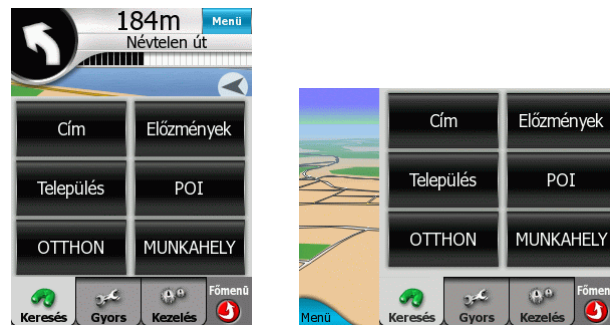 184m
Menü
Névtelen út
Cím
Előzmények
Település
POI
OTTHON
MUNKAHELY
Keresés
Gyors
Kezelés
Főmenü
Cím
Előzmények
Település
POI
OTTHON
MUNKAHELY
Menü
Keresés
Gyors
Kezelés
Főmen